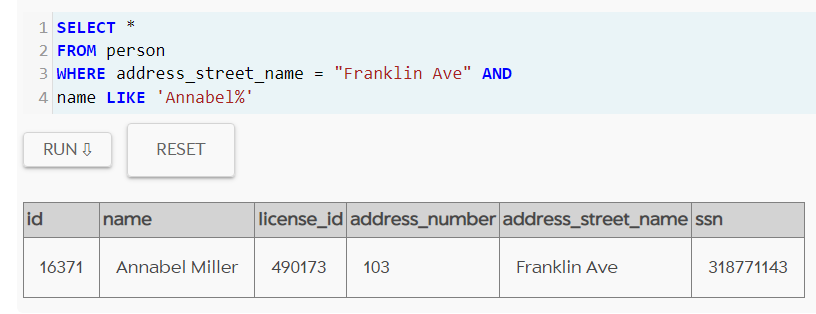 1 SELECT *
2 FROM person
3 WHERE address_street_name = "Franklin Ave" AND
4 name LIKE 'Annabel%'
RUN ⇩ RESET
id name license_id address_number address_street_name ssn
16371 Annabel Miller 490173 103 Franklin Ave 318771143